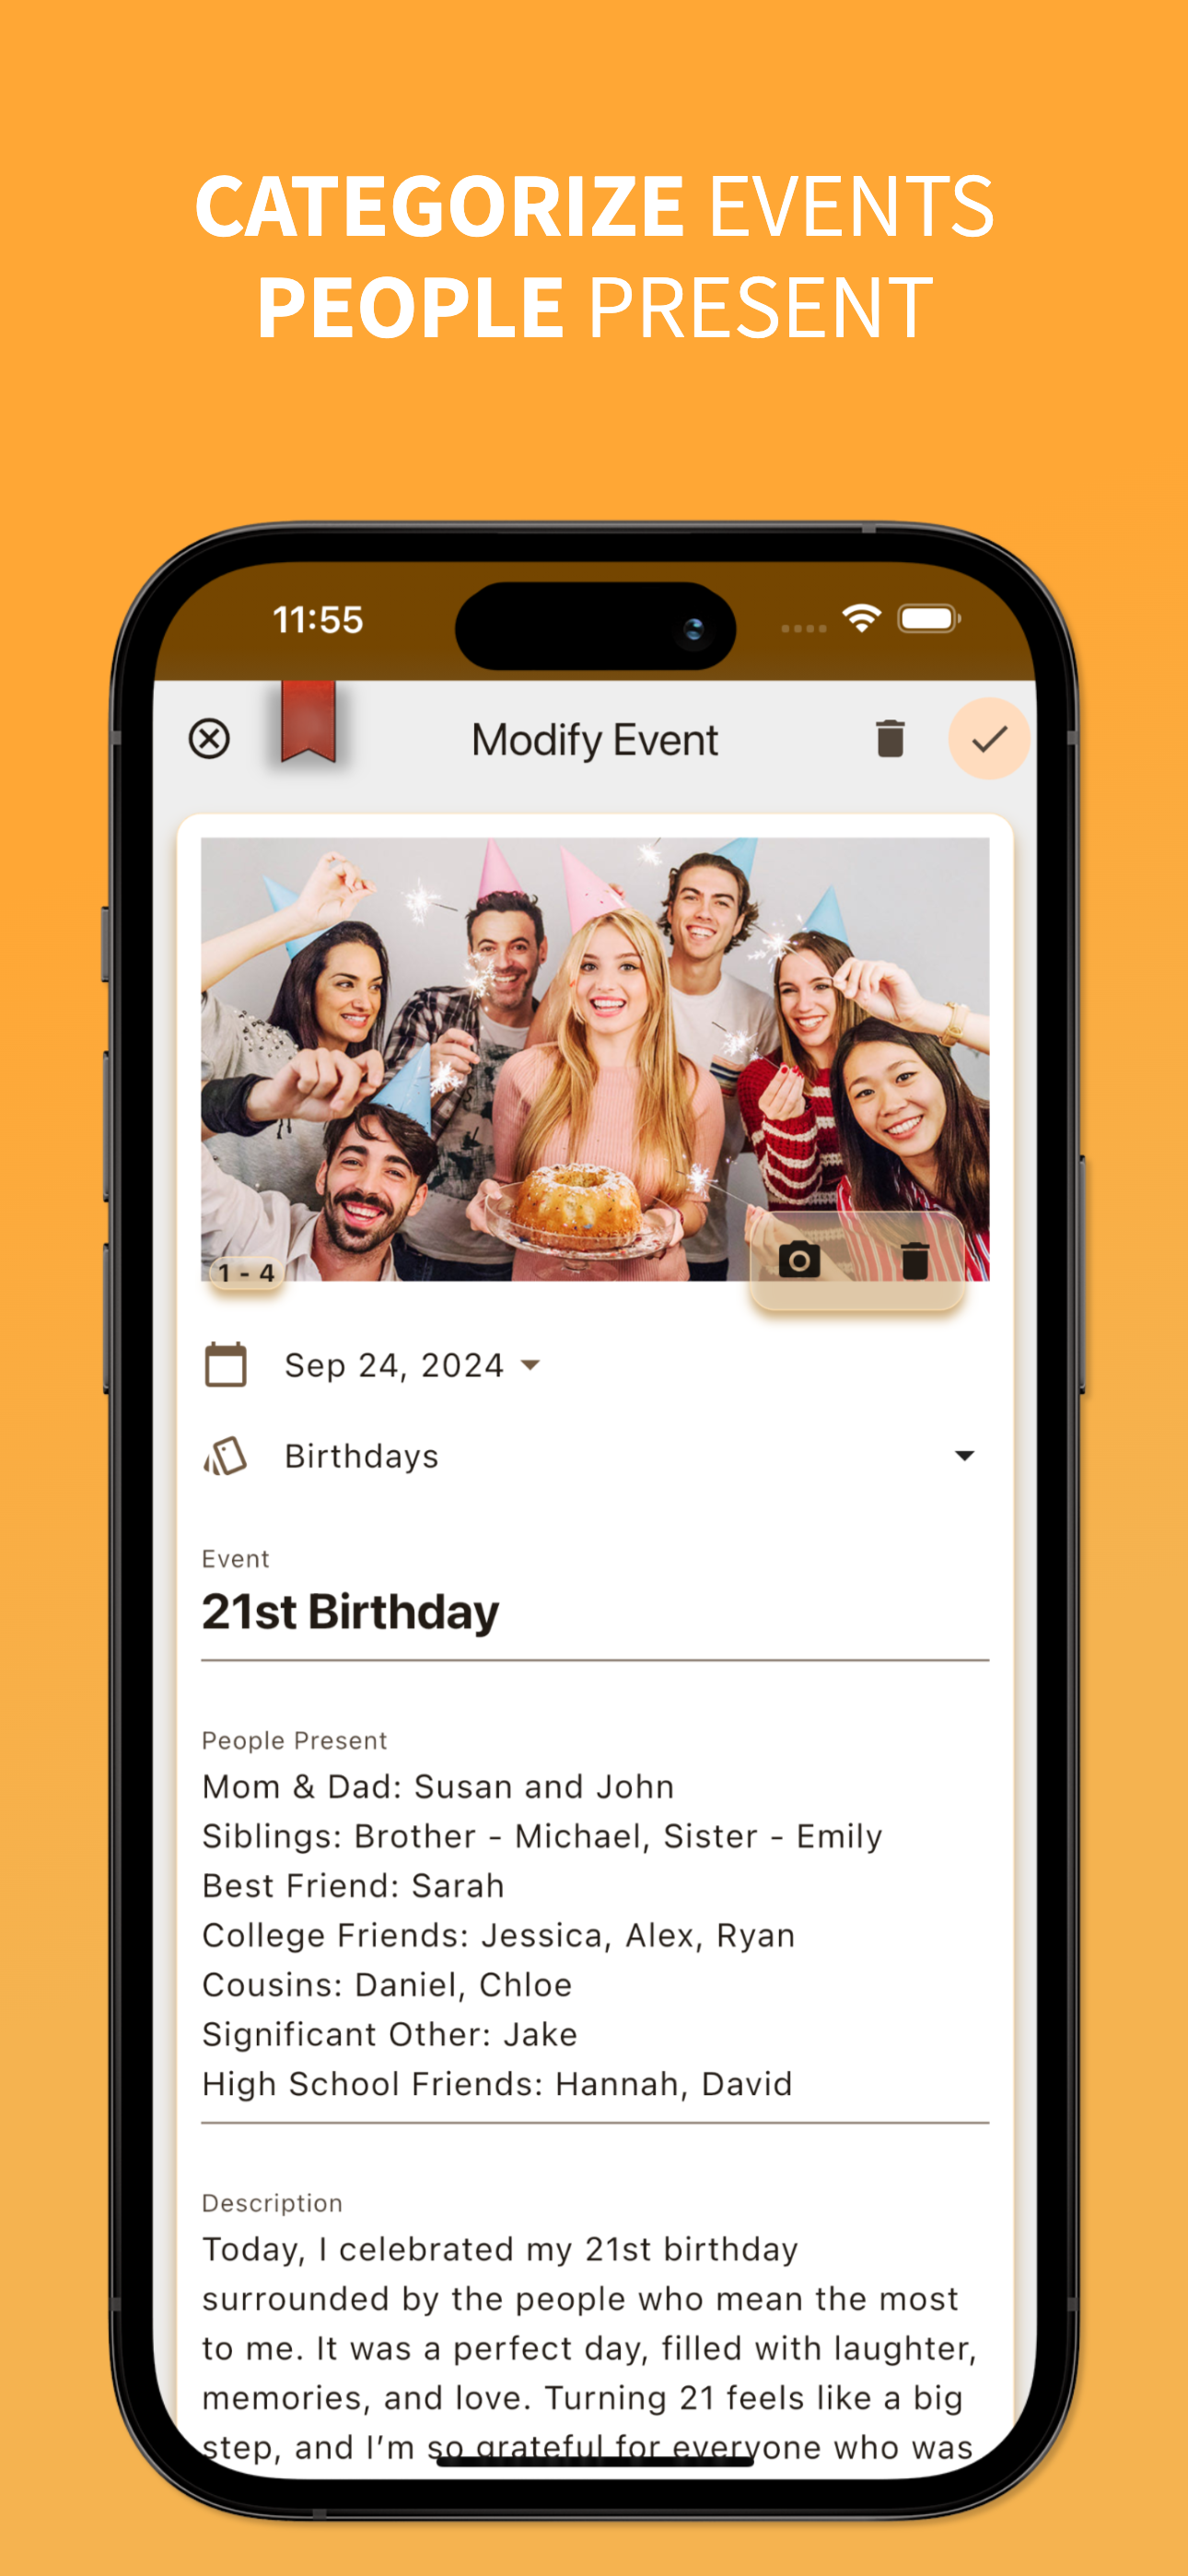 CATEGORIZE EVENTS
PEOPLE PRESENT
11:55
Modify Event
1 - 4
Sep 24, 2024
Birthdays
Event
21st Birthday
People Present
Mom & Dad: Susan and John
Siblings: Brother - Michael, Sister - Emily
Best Friend: Sarah
College Friends: Jessica, Alex, Ryan
Cousins: Daniel, Chloe
Significant Other: Jake
High School Friends: Hannah, David
Description
Today, I celebrated my 21st birthday
surrounded by the people who mean the most
to me. It was a perfect day, filled with laughter,
memories, and love. Turning 21 feels like a big
step, and I’m so grateful for everyone who was